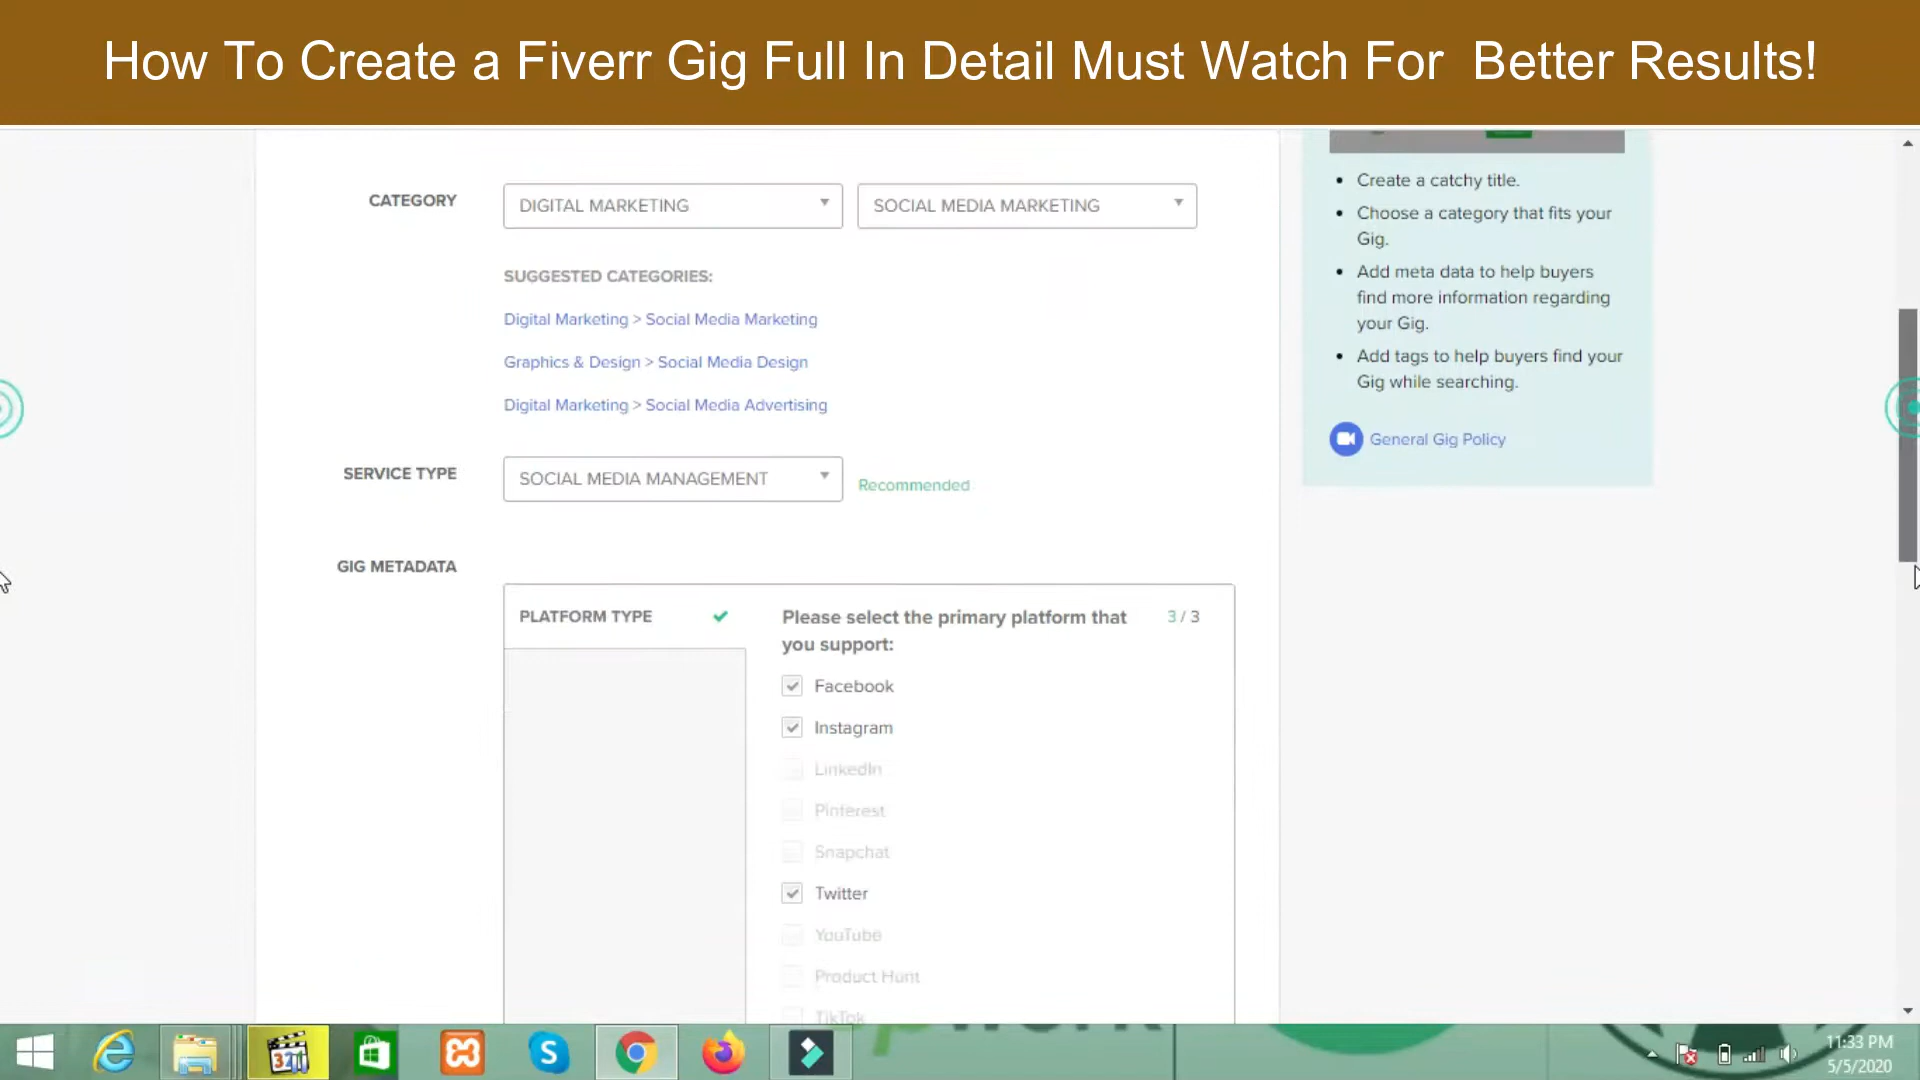 How To Create a Fiverr Gig Full In Detail Must Watch For Better Results!
CATEGORY
DIGITAL MARKETING
SOCIAL MEDIA MARKETING
SUGGESTED CATEGORIES:
Digital Marketing > Social Media Marketing
Graphics & Design > Social Media Design
Digital Marketing > Social Media Advertising
SERVICE TYPE
SOCIAL MEDIA MANAGEMENT
Recommended
GIG METADATA
PLATFORM TYPE
Please select the primary platform that
you support:
3 / 3
Facebook
Instagram
LinkedIn
Pinterest
Snapchat
Twitter
YouTube
Product Hunt
TikTok
• Create a catchy title.
• Choose a category that fits your
Gig.
• Add meta data to help buyers
find more information regarding
your Gig.
• Add tags to help buyers find your
Gig while searching.
General Gig Policy
321
S
11:33 PM
5/5/2020